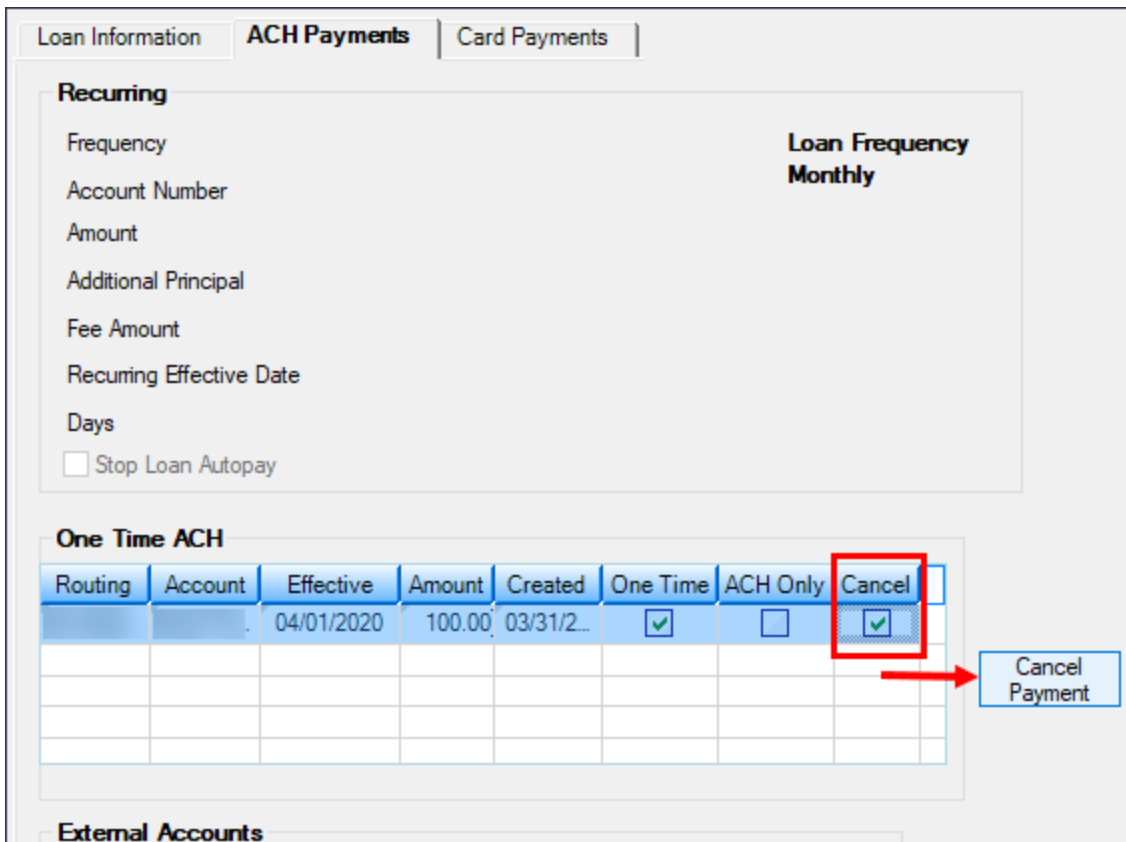 Loan Information ACH Payments Card Payments
Recurring
Frequency
Loan Frequency
Monthly
Account Number
Amount
Additional Principal
Fee Amount
Recurring Effective Date
Days
Stop Loan Autopay
One Time ACH
Routing Account Effective Amount Created One Time ACH Only Cancel
. 04/01/2020 100.00 03/31/2...
Cancel
Payment
External Accounts